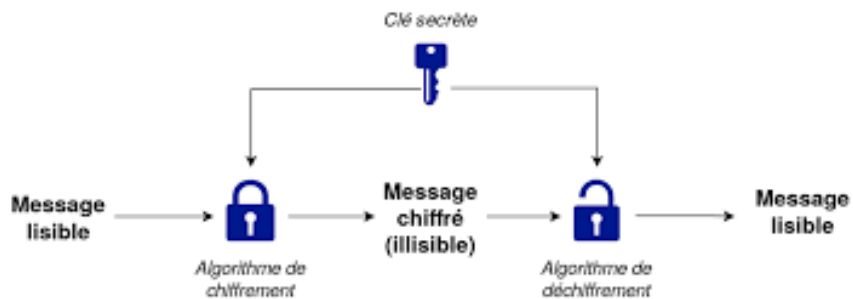 Clé secrète
Message
lisible
Algorithme de
chiffrement
Message
chiffré
(illisible)
Algorithme de
déchiffrement
Message
lisible